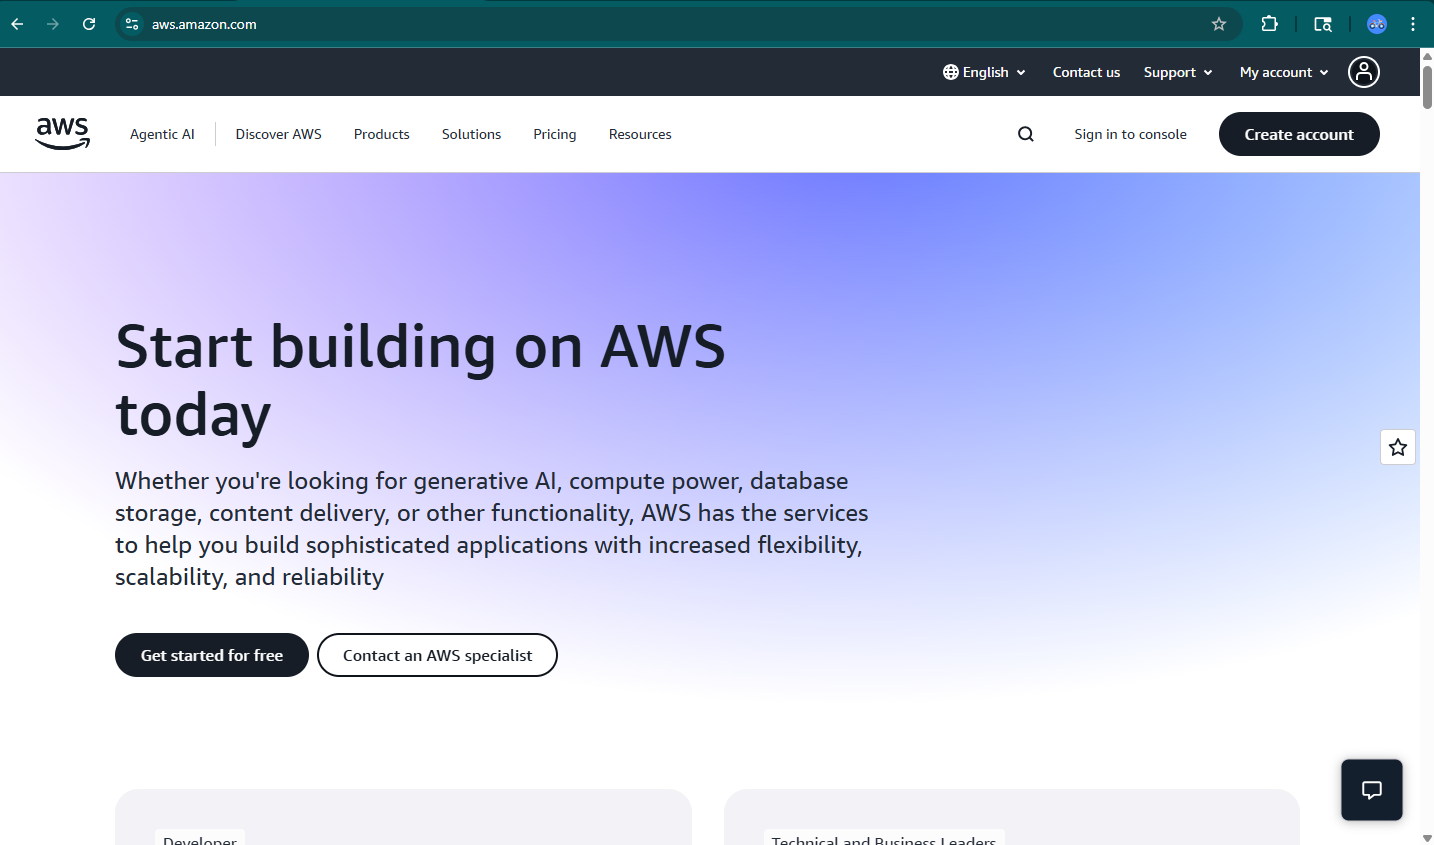 aws.amazon.com
English
Contact us
Support
My account
aws
Agentic AI
Discover AWS
Products
Solutions
Pricing
Resources
Sign in to console
Create account
Start building on AWS
today
Whether you're looking for generative AI, compute power, database
storage, content delivery, or other functionality, AWS has the services
to help you build sophisticated applications with increased flexibility,
scalability, and reliability
Get started for free
Contact an AWS specialist
Developer
Technical and Business Leaders